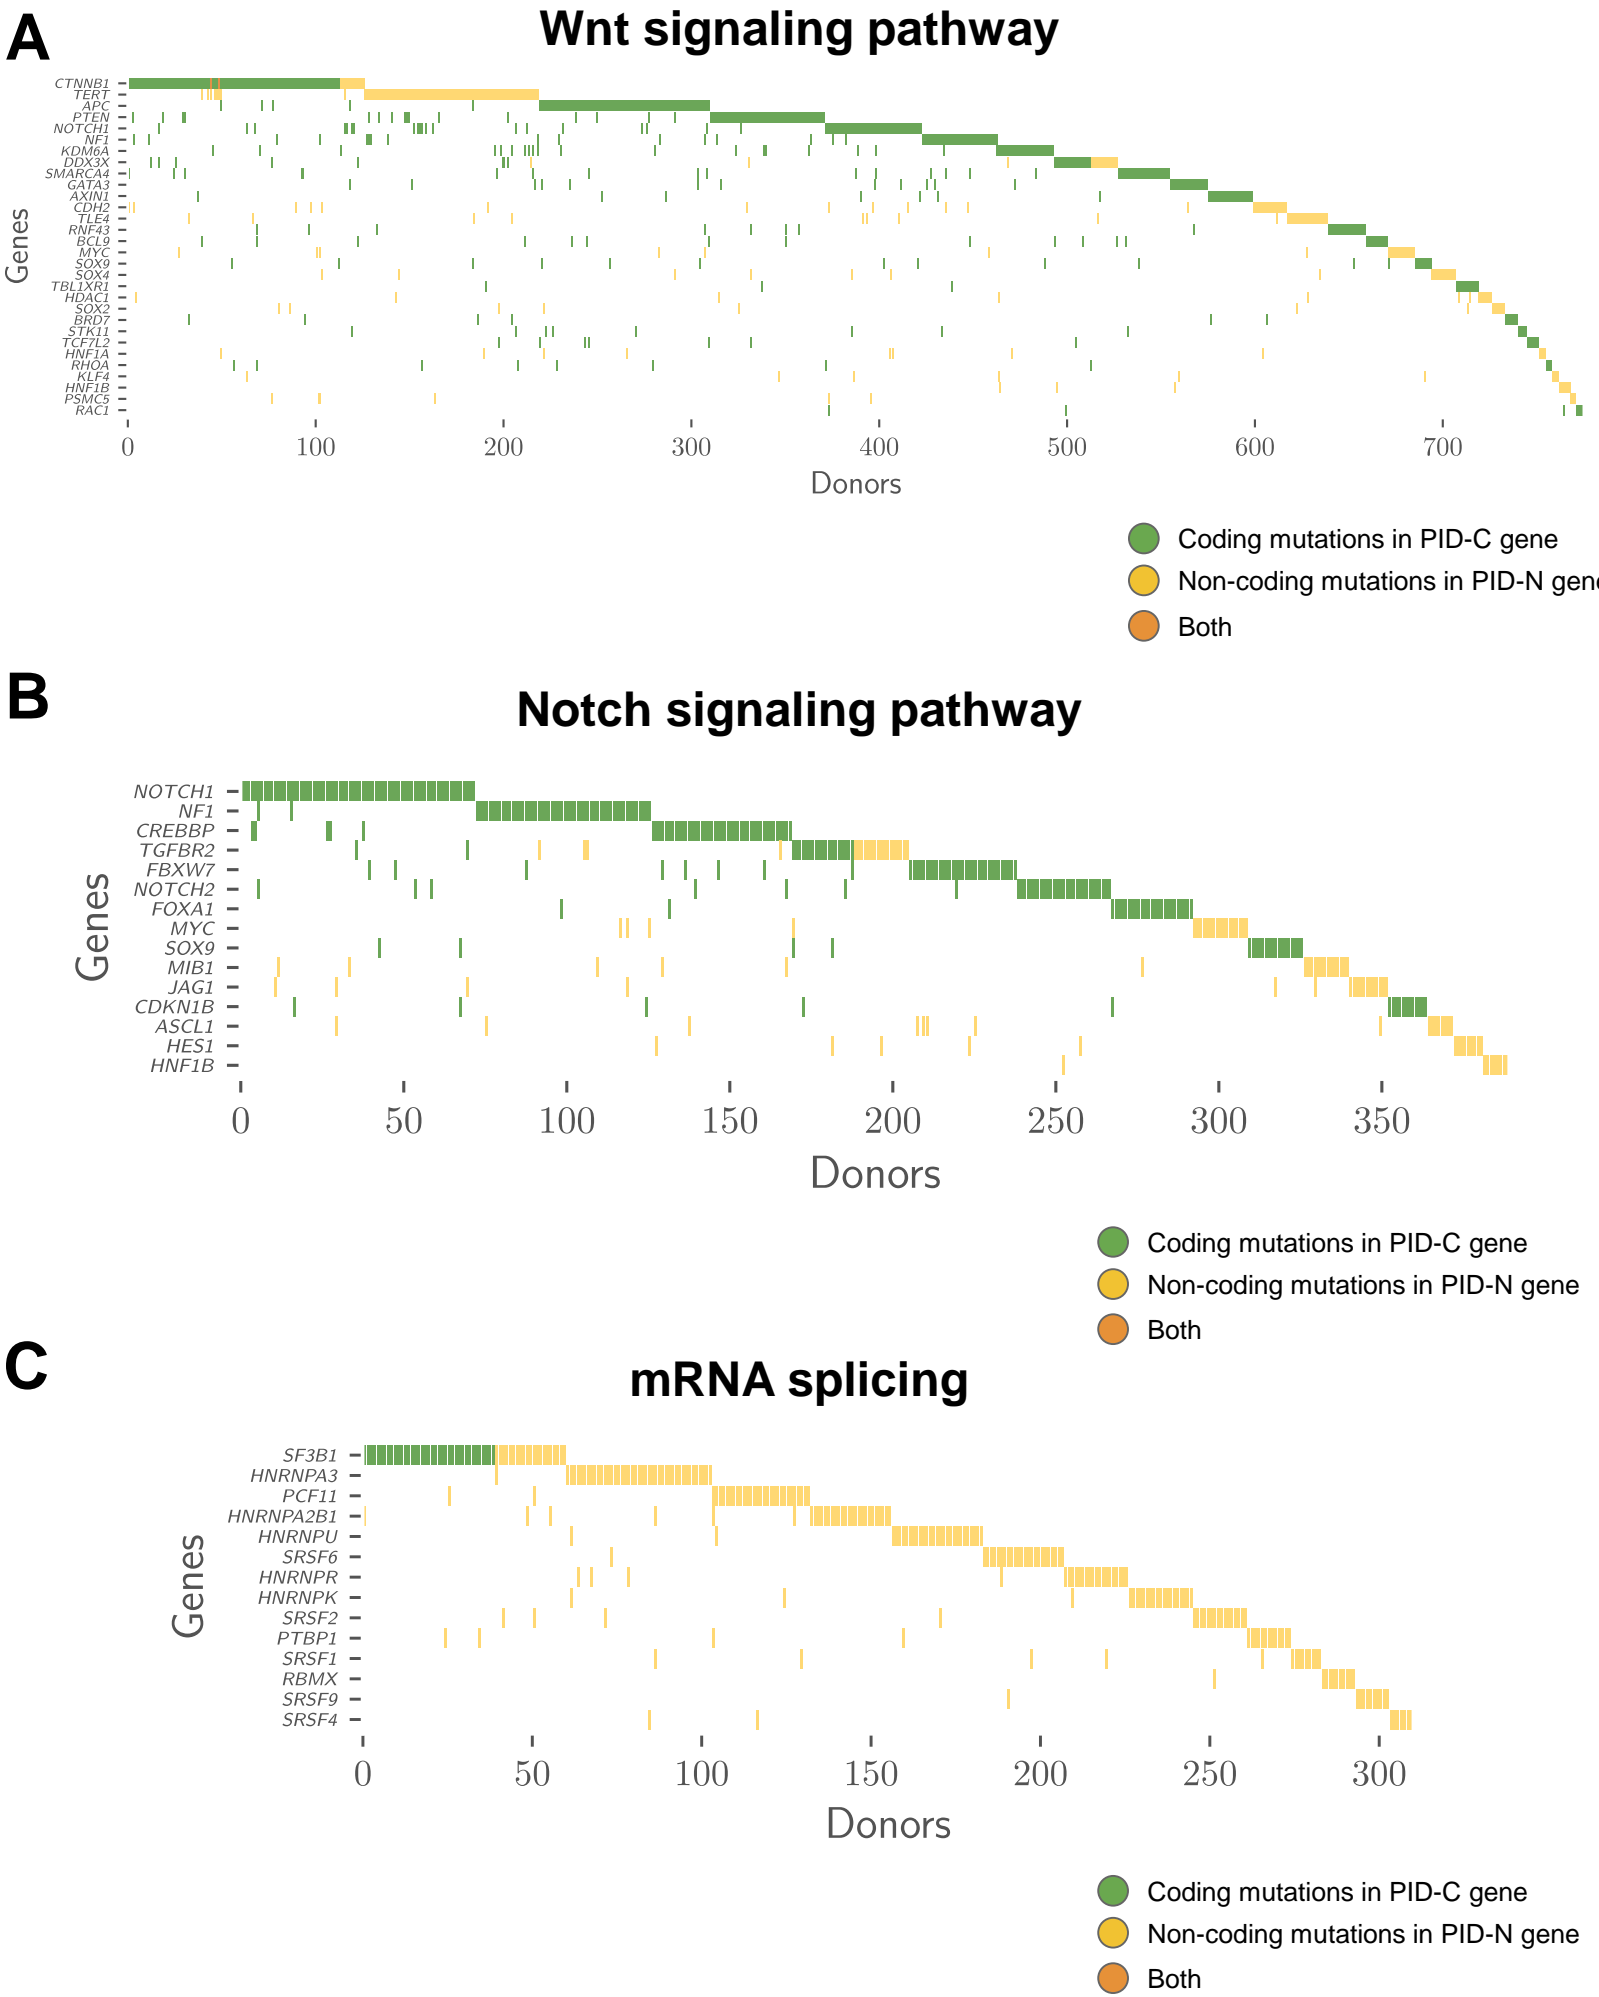 A
Wnt signaling pathway
CTNNB1
TERT
APC
PTEN
NOTCH1
NF1
KDM6A
DDX3X
SMARCA4
GATA3
AXIN1
CDH2
TLE4
RNF43
BCL9
MYC
SOX9
SOX4
TBL1XR1
HDAC1
SOX2
BRD7
STK11
TCF7L2
HNF1A
RHOA
KLF4
HNF1B
PSMC5
RAC1
Genes
0 100 200 300 400 500 600 700
Donors
Coding mutations in PID-C gene
Non-coding mutations in PID-N gene
Both
B
Notch signaling pathway
NOTCH1
NF1
CREBBP
TGFBR2
FBXW7
NOTCH2
FOXA1
MYC
SOX9
MIB1
JAG1
CDKN1B
ASCL1
HES1
HNF1B
Genes
0 50 100 150 200 250 300 350
Donors
Coding mutations in PID-C gene
Non-coding mutations in PID-N gene
Both
C
mRNA splicing
SF3B1
HNRNPA3
PCF11
HNRNPA2B1
HNRNPU
SRSF6
HNRNPR
HNRNPK
SRSF2
PTBP1
SRSF1
RBMX
SRSF9
SRSF4
Genes
0 50 100 150 200 250 300
Donors
Coding mutations in PID-C gene
Non-coding mutations in PID-N gene
Both